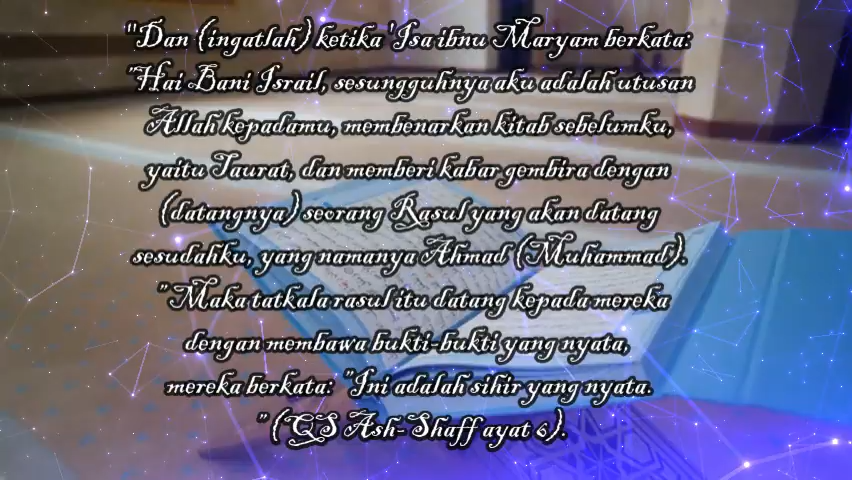 "Dan (ingatlah) ketika 'Isa ibnu Maryam berkata:
"Hai Bani Israil, sesungguhnya aku adalah utusan
Allah kepadamu, membenarkan kitab sebelumku,
yaitu Taurat, dan memberi kabar gembira dengan
(datangnya) seorang Rasul yang akan datang
sesudahku, yang namanya Ahmad (Muhammad).
"Maka tatkala rasul itu datang kepada mereka
dengan membawa bukti-bukti yang nyata,
mereka berkata: "Ini adalah sihir yang nyata.
" (QS Ash-Shaff ayat 6).